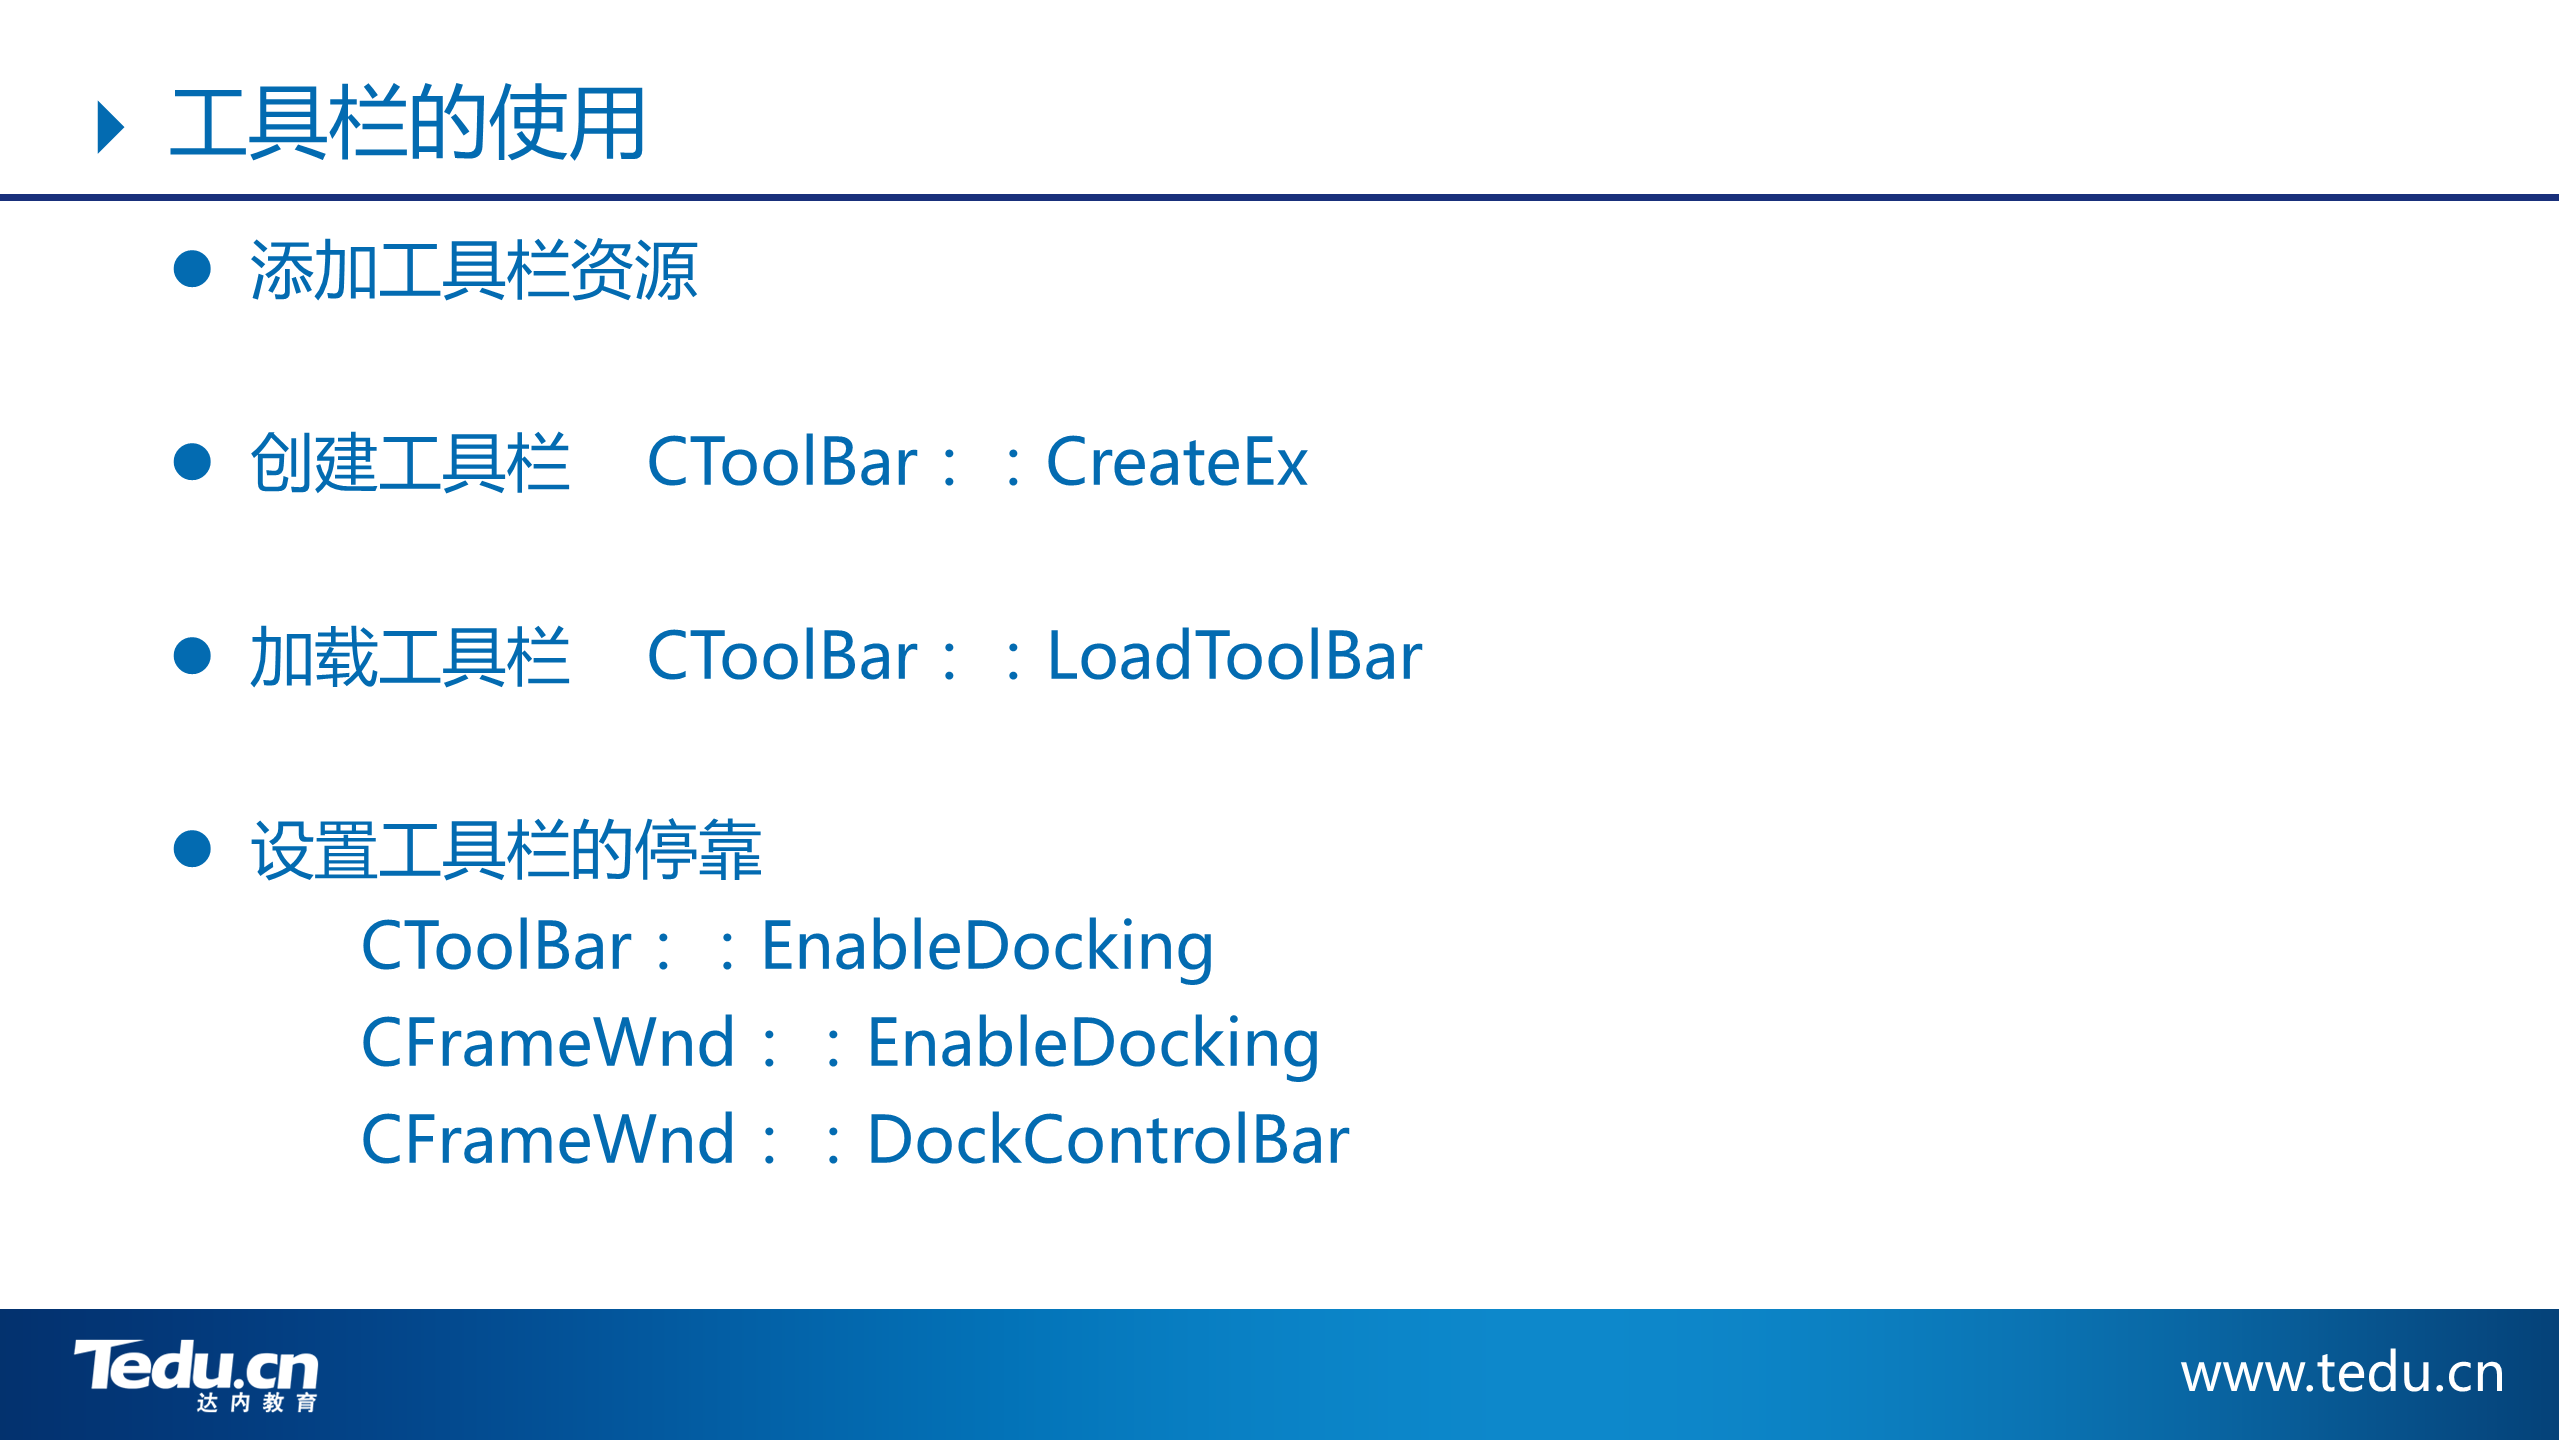 工具栏的使用
添加工具栏资源
创建工具栏 CToolBar：：CreateEx
加载工具栏 CToolBar：：LoadToolBar
设置工具栏的停靠
CToolBar：：EnableDocking
CFrameWnd：：EnableDocking
CFrameWnd：：DockControlBar
Tedu.cn
达内教育
www.tedu.cn